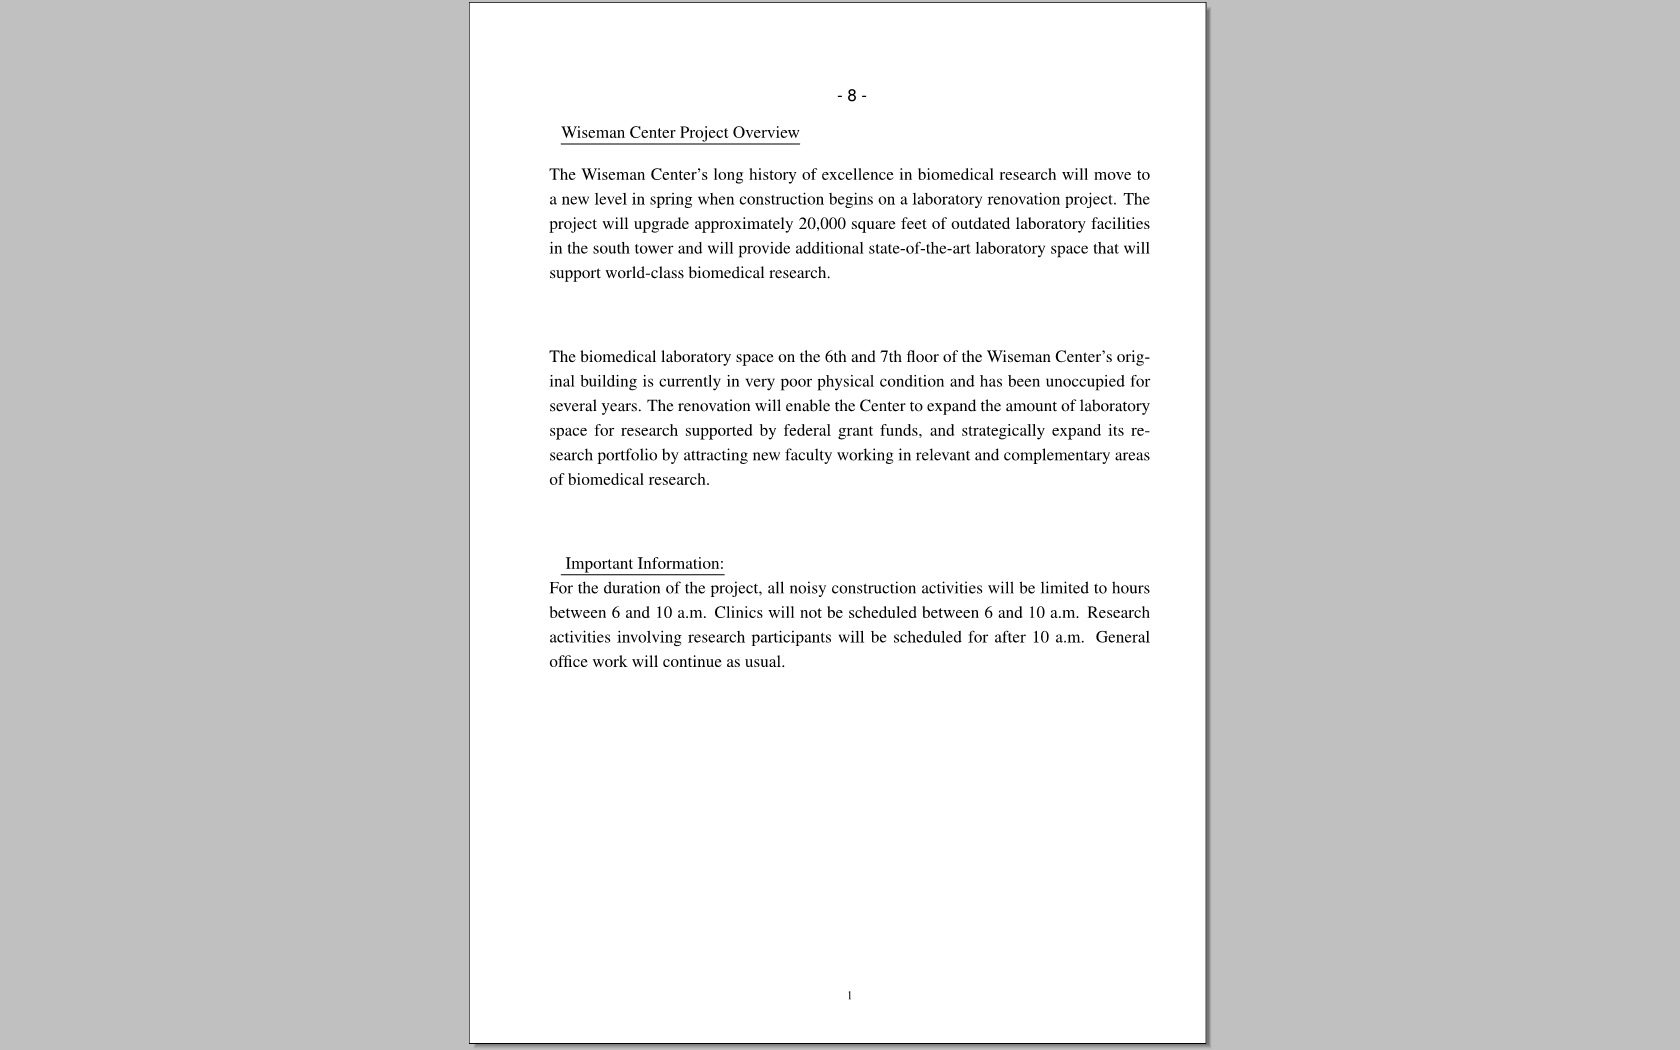 - 8 -
Wiseman Center Project Overview
The Wiseman Center’s long history of excellence in biomedical research will move to
a new level in spring when construction begins on a laboratory renovation project. The
project will upgrade approximately 20,000 square feet of outdated laboratory facilities
in the south tower and will provide additional state-of-the-art laboratory space that will
support world-class biomedical research.
The biomedical laboratory space on the 6th and 7th floor of the Wiseman Center’s orig-
inal building is currently in very poor physical condition and has been unoccupied for
several years. The renovation will enable the Center to expand the amount of laboratory
space for research supported by federal grant funds, and strategically expand its re-
search portfolio by attracting new faculty working in relevant and complementary areas
of biomedical research.
Important Information:
For the duration of the project, all noisy construction activities will be limited to hours
between 6 and 10 a.m. Clinics will not be scheduled between 6 and 10 a.m. Research
activities involving research participants will be scheduled for after 10 a.m. General
office work will continue as usual.
1